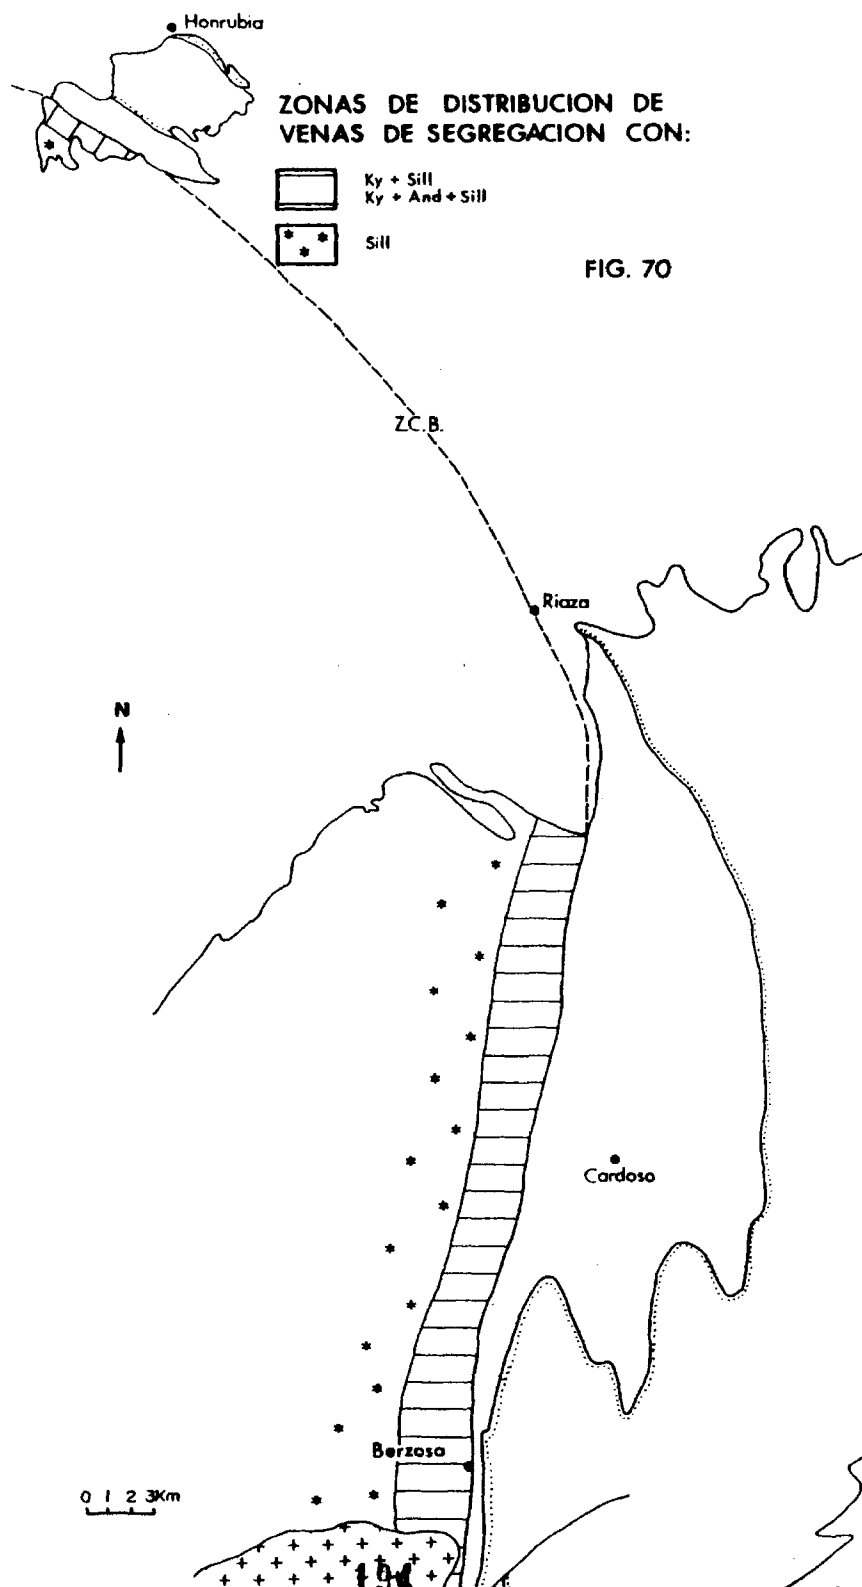 Honrubia
ZONAS DE DISTRIBUCION DE
VENAS DE SEGREGACION CON:
Ky + Sill
Ky + And + Sill
Sill
FIG. 70
Z.C.B.
Riaza
N
Cardoso
Berzosa
0 1 2 3Km